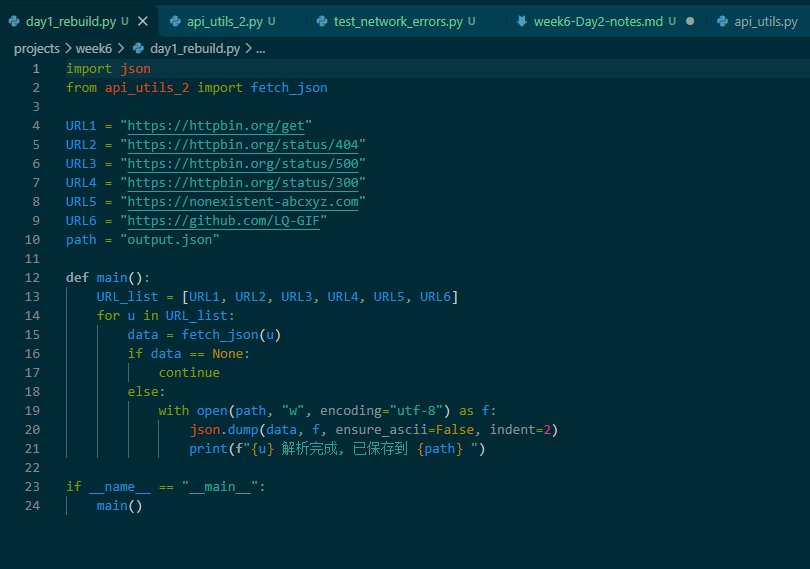 day1_rebuild.py U
api_utils_2.py U
test_network_errors.py U
week6-Day2-notes.md U
api_utils.py
projects > week6 > day1_rebuild.py > ...
1 import json
2 from api_utils_2 import fetch_json
3
4 URL1 = "https://httpbin.org/get"
5 URL2 = "https://httpbin.org/status/404"
6 URL3 = "https://httpbin.org/status/500"
7 URL4 = "https://httpbin.org/status/300"
8 URL5 = "https://nonexistent-abcxyz.com"
9 URL6 = "https://github.com/LQ-GIF"
10 path = "output.json"
11
12 def main():
13     URL_list = [URL1, URL2, URL3, URL4, URL5, URL6]
14     for u in URL_list:
15         data = fetch_json(u)
16         if data == None:
17             continue
18         else:
19             with open(path, "w", encoding="utf-8") as f:
20                 json.dump(data, f, ensure_ascii=False, indent=2)
21                 print(f"{u} 解析完成, 已保存到 {path} ")
22
23 if __name__ == "__main__":
24     main()